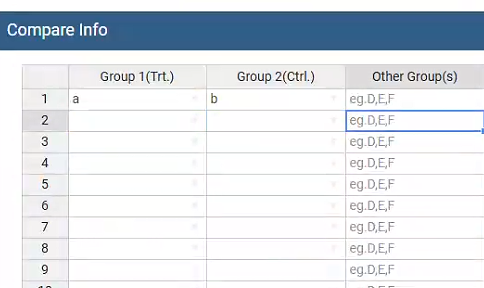 Compare Info
Group 1(Trt.) Group 2(Ctrl.) Other Group(s)
1 a b eg.D,E,F
2 eg.D,E,F
3 eg.D,E,F
4 eg.D,E,F
5 eg.D,E,F
6 eg.D,E,F
7 eg.D,E,F
8 eg.D,E,F
9 eg.D,E,F